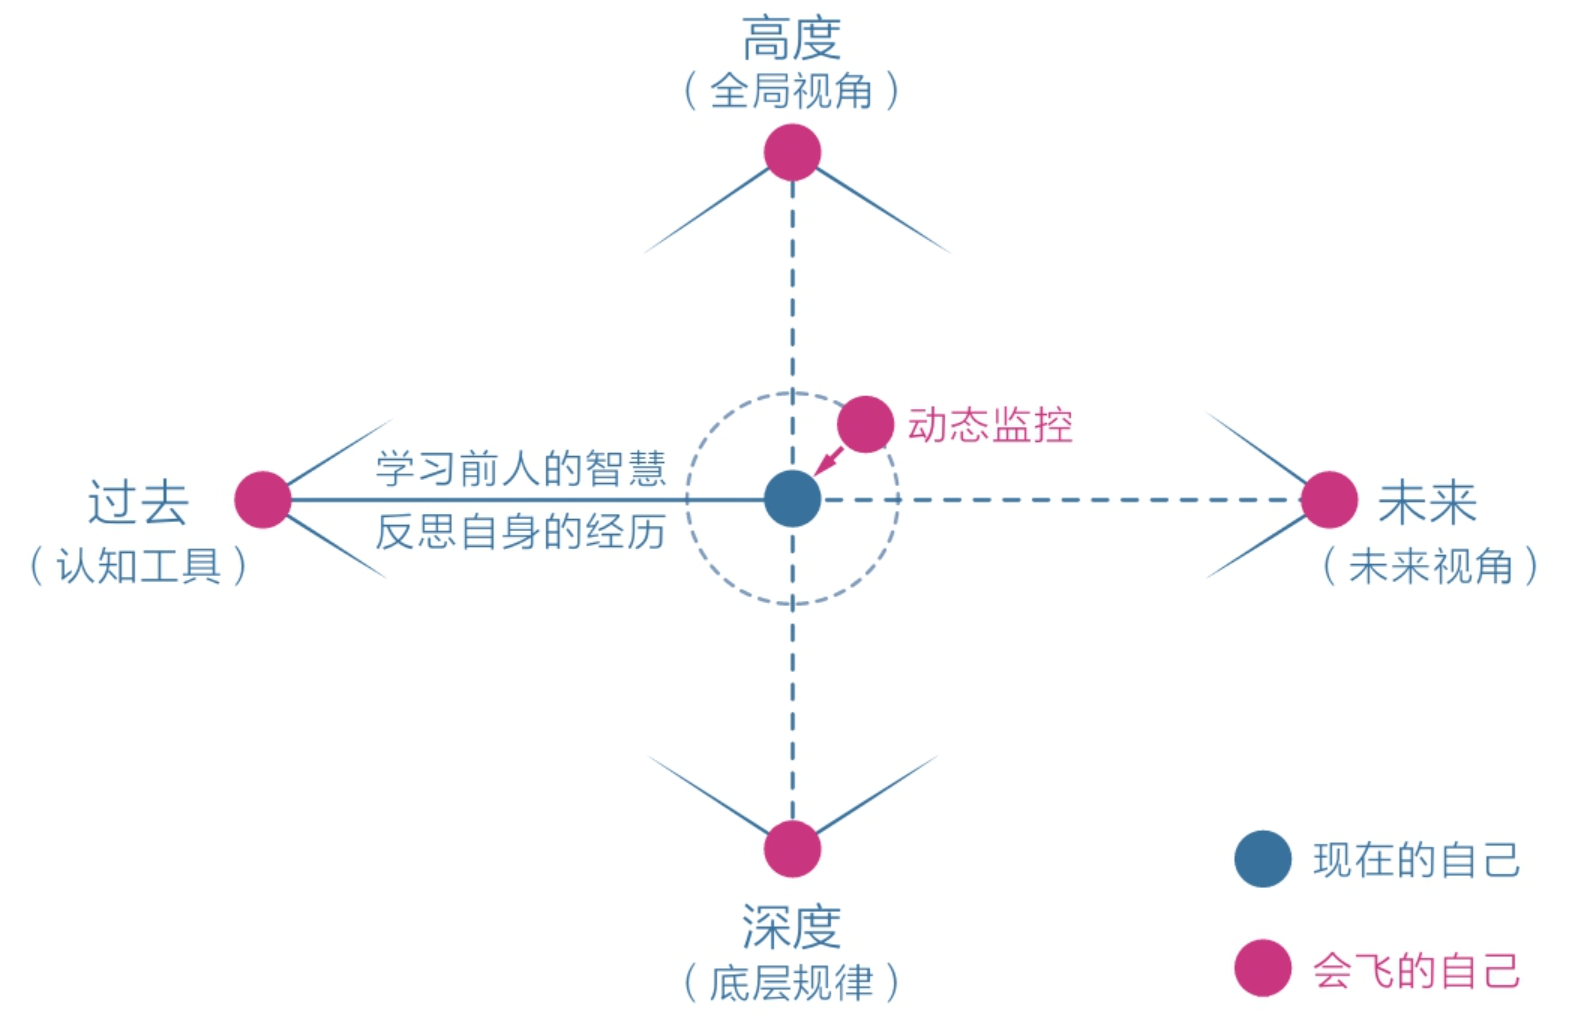 高度
（全局视角）
动态监控
学习前人的智慧
过去
未来
反思自身的经历
（认知工具）
（未来视角）
现在的自己
深度
（底层规律）
会飞的自己